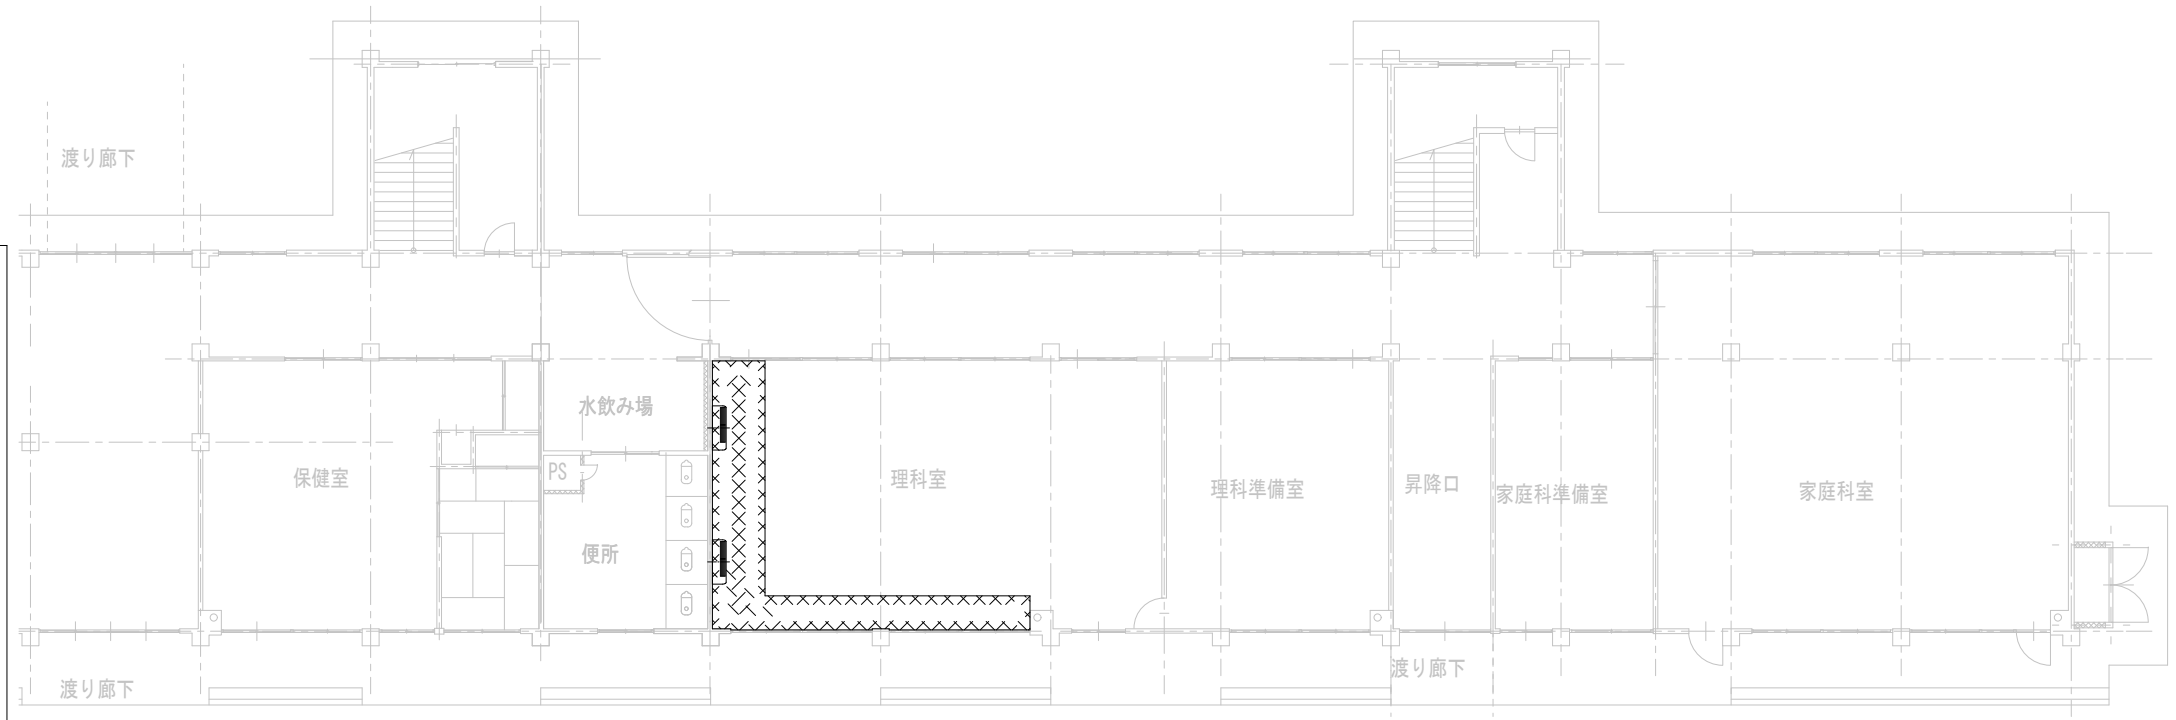 渡り廊下
水飲み場
PS
保健室
理科室
理科準備室
昇降口
家庭科準備室
家庭科室
便所
渡り廊下
渡り廊下